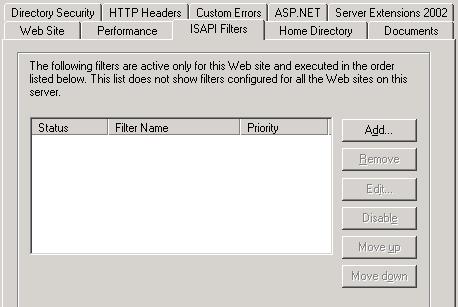 Directory Security HTTP Headers Custom Errors ASP.NET Server Extensions 2002
Web Site Performance ISAPI Filters Home Directory Documents
The following filters are active only for this Web site and executed in the order
listed below. This list does not show filters configured for all the Web sites on this
server.
Status Filter Name Priority
Add...
Remove
Edit...
Disable
Move up
Move down